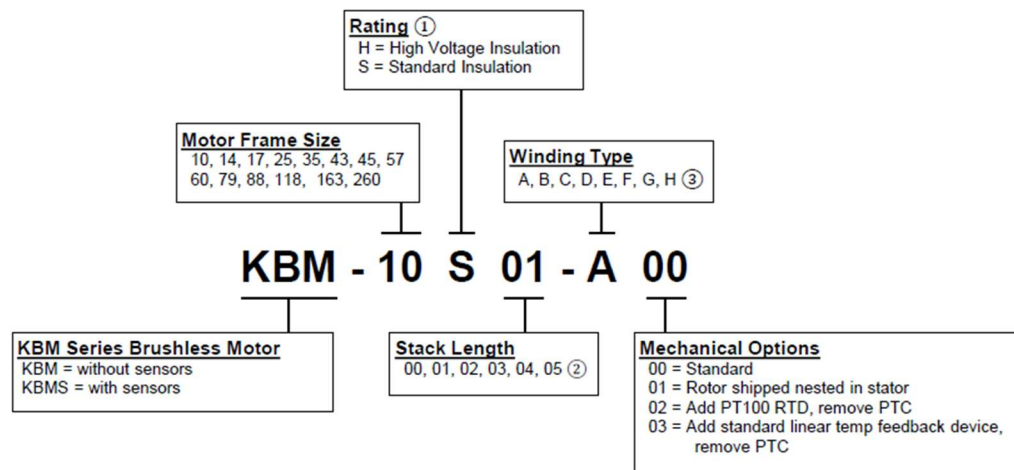 Rating ①
H = High Voltage Insulation
S = Standard Insulation
Motor Frame Size
10, 14, 17, 25, 35, 43, 45, 57
60, 79, 88, 118, 163, 260
Winding Type
A, B, C, D, E, F, G, H ③
KBM - 10 S 01 - A 00
KBM Series Brushless Motor
KBM = without sensors
KBMS = with sensors
Stack Length
00, 01, 02, 03, 04, 05 ②
Mechanical Options
00 = Standard
01 = Rotor shipped nested in stator
02 = Add PT100 RTD, remove PTC
03 = Add standard linear temp feedback device,
remove PTC